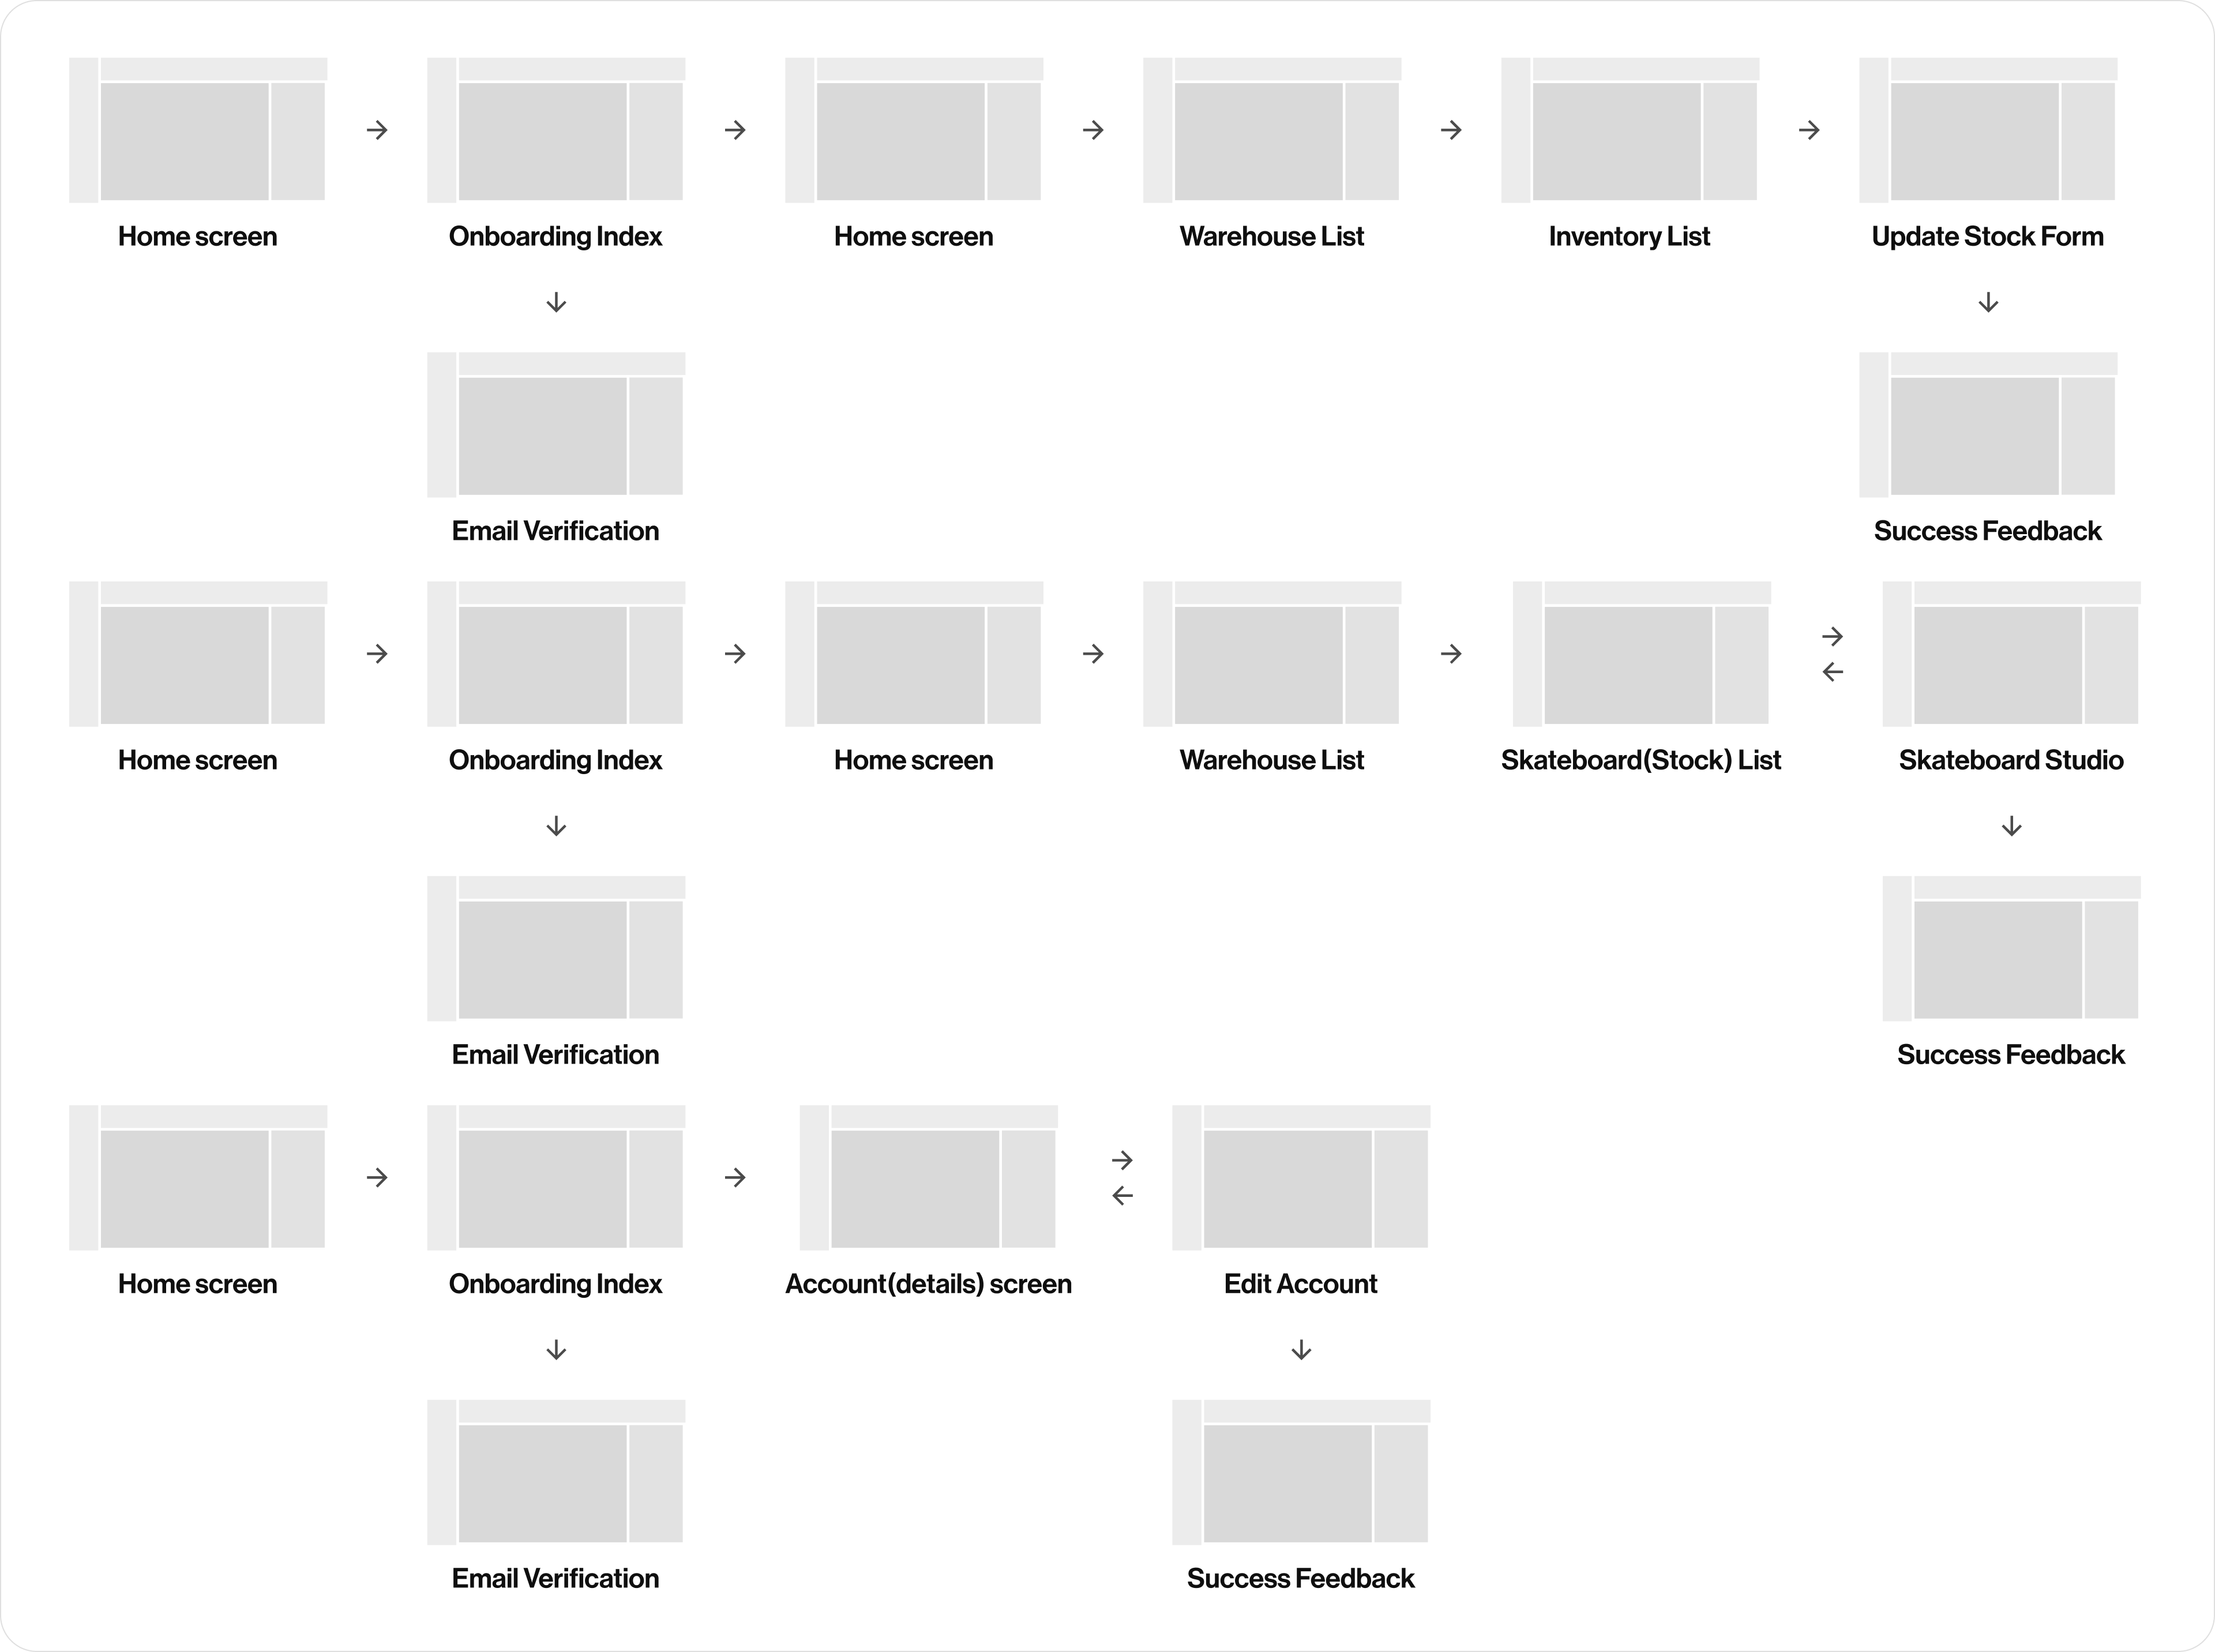 Home screen
Onboarding Index
Home screen
Warehouse List
Inventory List
Update Stock Form
Email Verification
Success Feedback
Home screen
Onboarding Index
Home screen
Warehouse List
Skateboard(Stock) List
Skateboard Studio
Email Verification
Success Feedback
Home screen
Onboarding Index
Account(details) screen
Edit Account
Email Verification
Success Feedback